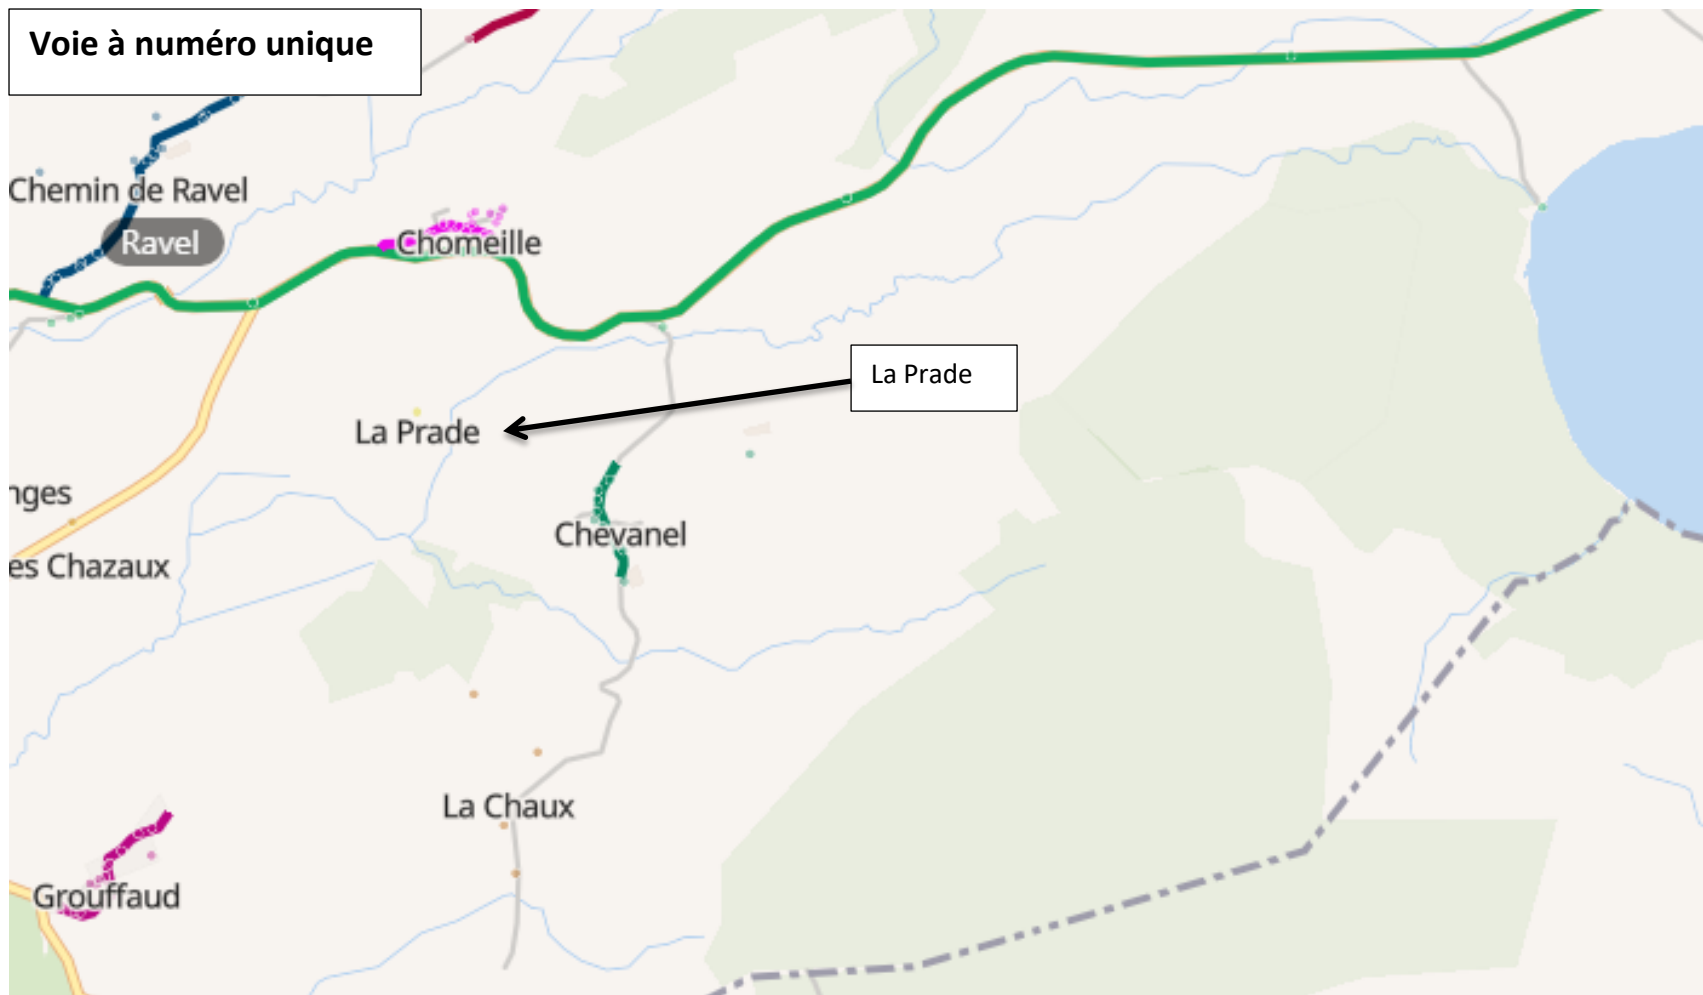 Voie à numéro unique
Chemin de Ravel
Ravel
Chomeille
La Prade
La Prade
nges
Chevanel
es Chazaux
La Chaux
Grouffaud